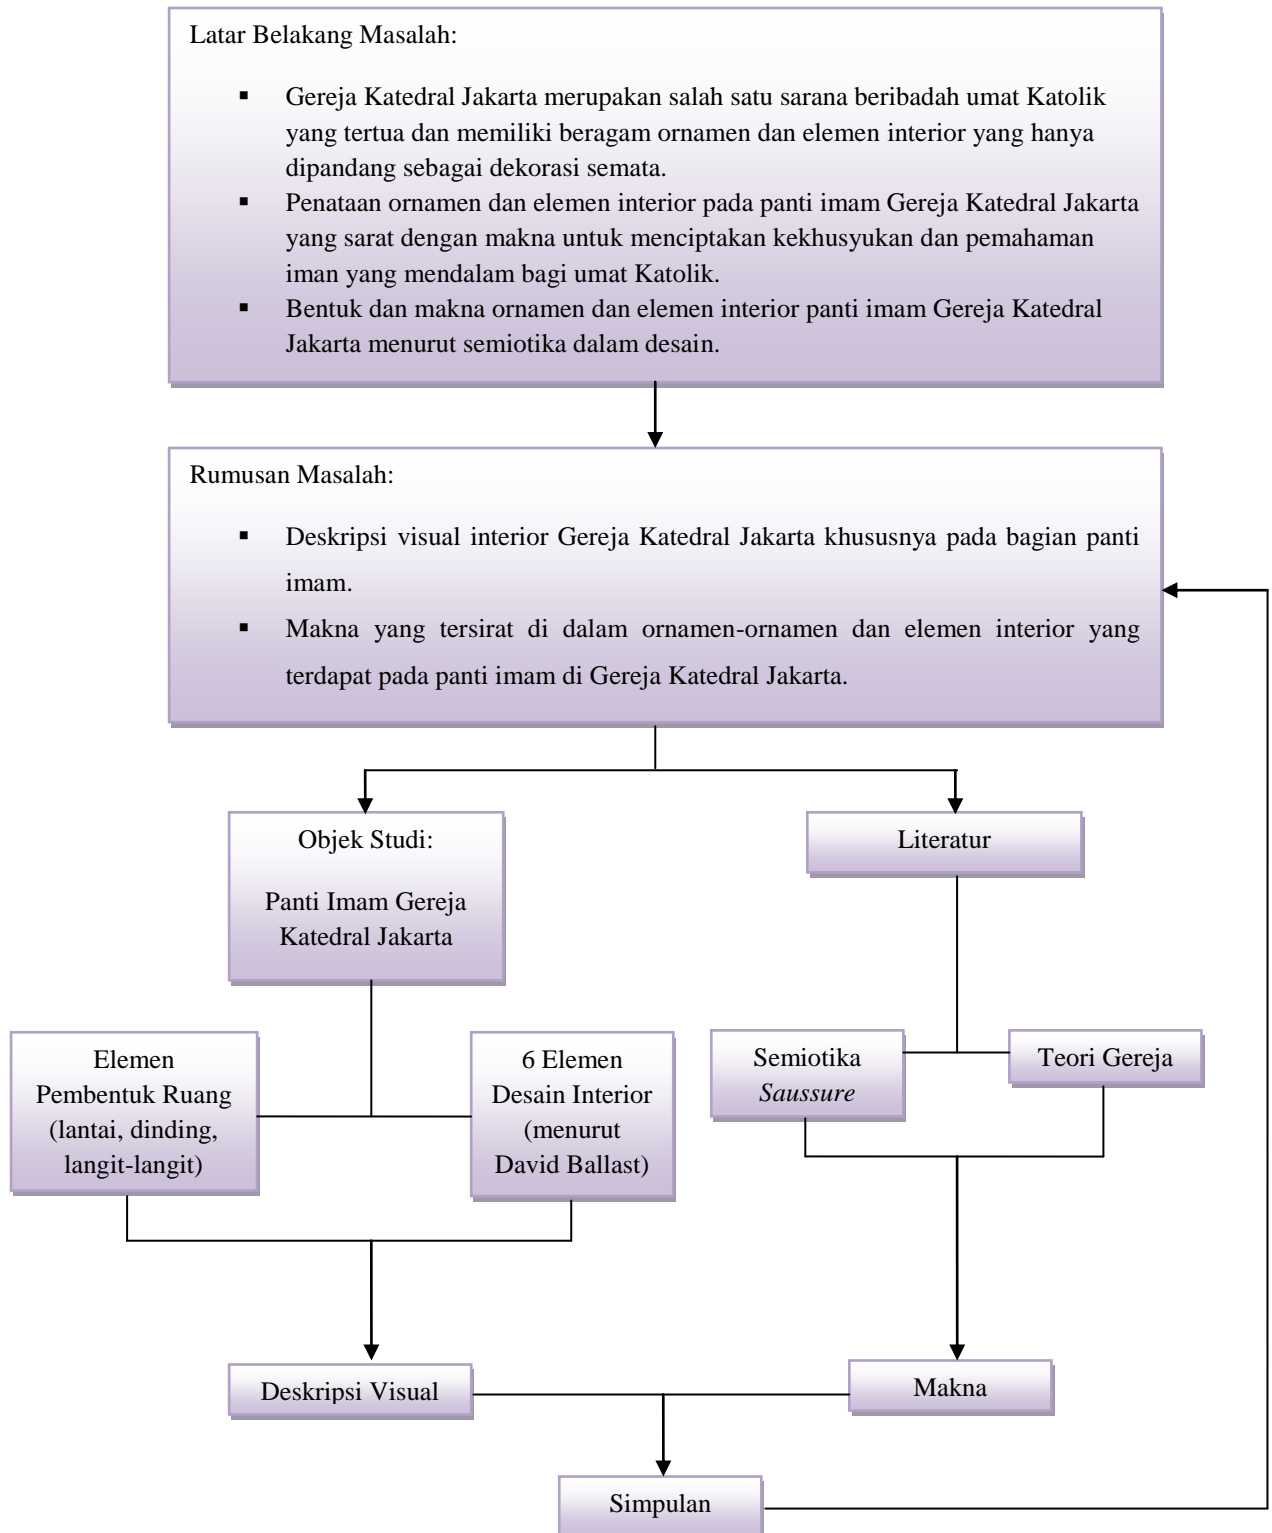 Latar Belakang Masalah:
▪ Gereja Katedral Jakarta merupakan salah satu sarana beribadah umat Katolik
yang tertua dan memiliki beragam ornamen dan elemen interior yang hanya
dipandang sebagai dekorasi semata.
▪ Penataan ornamen dan elemen interior pada panti imam Gereja Katedral Jakarta
yang sarat dengan makna untuk menciptakan kekhusyukan dan pemahaman
iman yang mendalam bagi umat Katolik.
▪ Bentuk dan makna ornamen dan elemen interior panti imam Gereja Katedral
Jakarta menurut semiotika dalam desain.
Rumusan Masalah:
▪ Deskripsi visual interior Gereja Katedral Jakarta khususnya pada bagian panti
imam.
▪ Makna yang tersirat di dalam ornamen-ornamen dan elemen interior yang
terdapat pada panti imam di Gereja Katedral Jakarta.
Objek Studi:
Panti Imam Gereja
Katedral Jakarta
Literatur
Elemen
Pembentuk Ruang
(lantai, dinding,
langit-langit)
6 Elemen
Desain Interior
(menurut
David Ballast)
Semiotika
Saussure
Teori Gereja
Deskripsi Visual
Makna
Simpulan